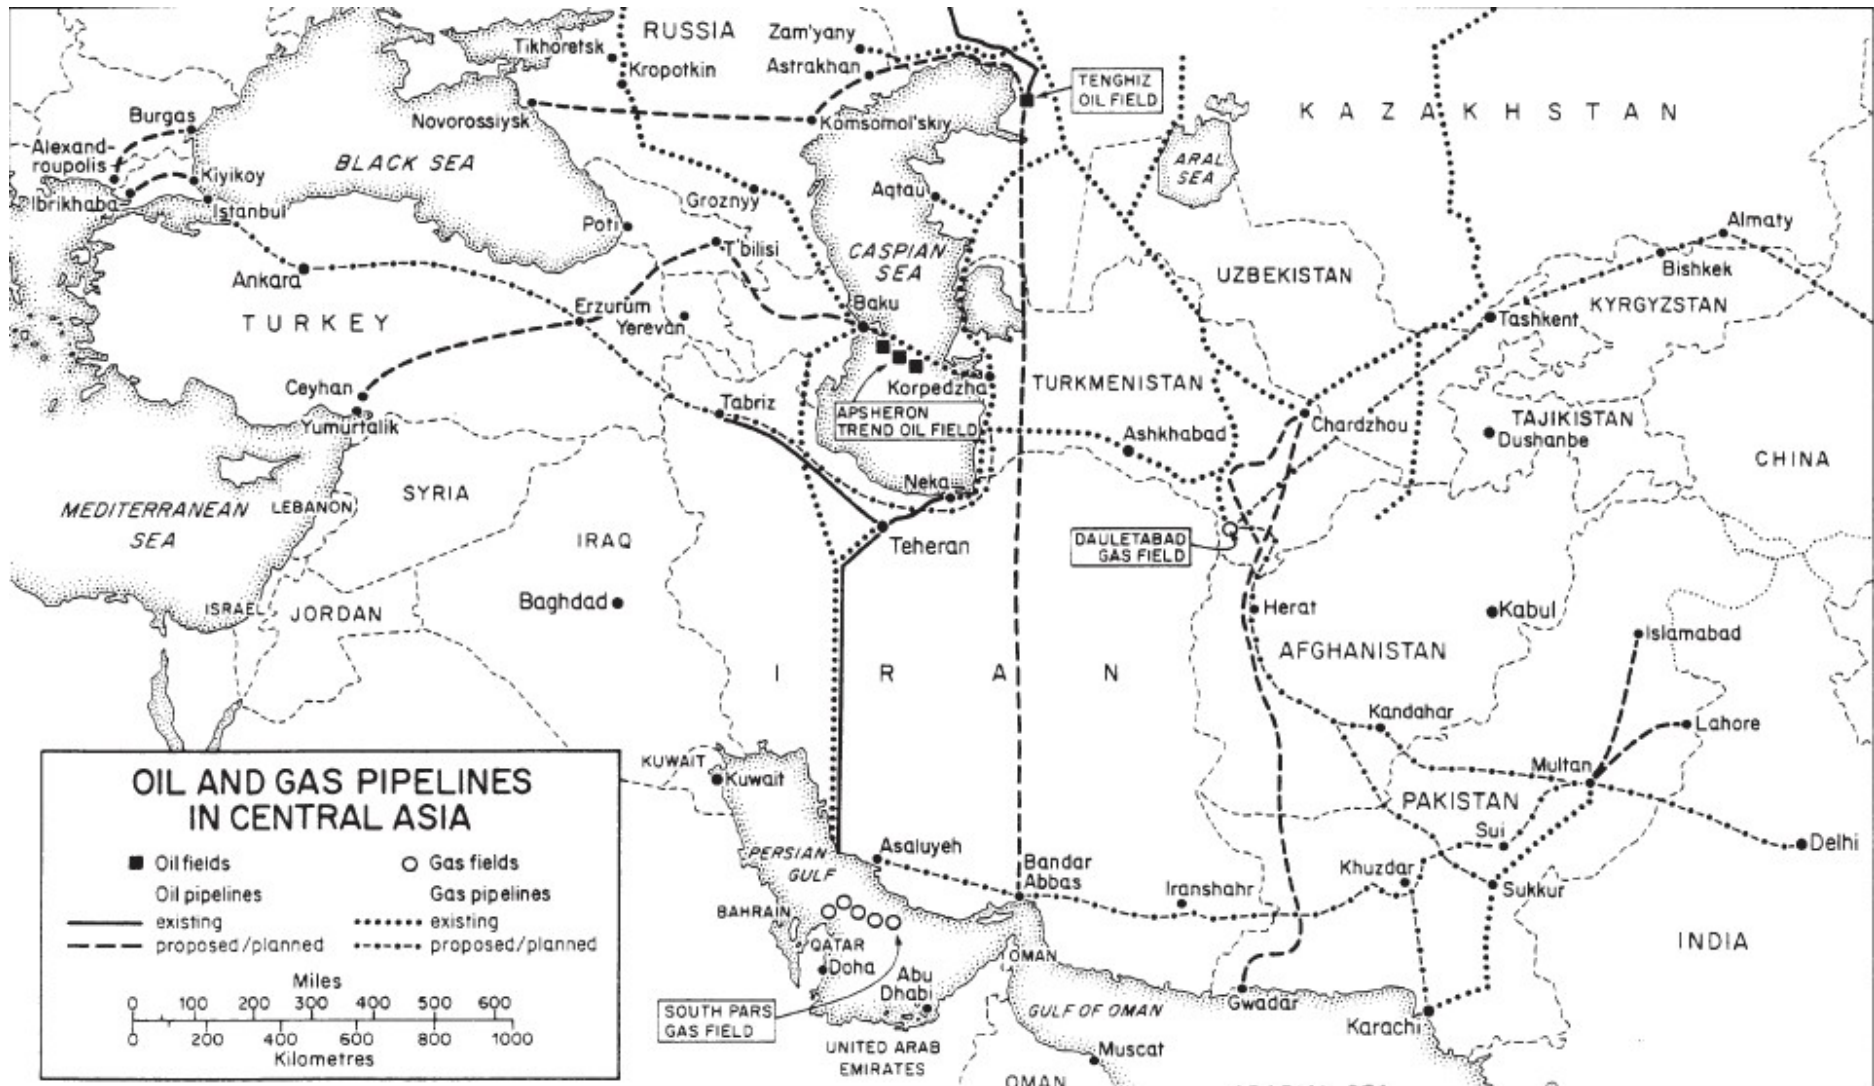 RUSSIA
Tikhoretsk
Kropotkin
Zam'yany
Astrakhan
TENGHIZ
OIL FIELD
KAZAKHSTAN
Burgas
Novorossiysk
Komsomol'skiy
Alexand-
roupolis
BLACK SEA
ARAL
SEA
Kiyikoy
Ibrikhaba
Istanbul
Groznyy
Aqtau
Poti
T'bilisi
CASPIAN
SEA
Almaty
Bishkek
UZBEKISTAN
KYRGYZSTAN
Ankara
TURKEY
Erzurum
Yerevan
Baku
Tashkent
Ceyhan
Yumurtalik
Tabriz
Korpedzha
TURKMENISTAN
APSHERON
TREND OIL FIELD
Ashkhabad
Chardzhou
TAJIKISTAN
Dushanbe
CHINA
SYRIA
LEBANON
MEDITERRANEAN
SEA
Neka
IRAQ
Teheran
DAULETABAD
GAS FIELD
ISRAEL
JORDAN
Baghdad
Herat
Kabul
Islamabad
AFGHANISTAN
IRAN
Kandahar
Lahore
Multan
KUWAIT
Kuwait
PAKISTAN
Sui
Delhi
PERSIAN
GULF
Asaluyeh
Bandar
Abbas
Iranshahr
Khuzdar
Sukkur
BAHRAIN
QATAR
Doha
Abu
Dhabi
OMAN
INDIA
SOUTH PARS
GAS FIELD
GULF OF OMAN
Gwadar
Karachi
UNITED ARAB
EMIRATES
Muscat
OMAN
OIL AND GAS PIPELINES
IN CENTRAL ASIA
Oil fields
Gas fields
Oil pipelines
Gas pipelines
existing
existing
proposed/planned
proposed/planned
Miles
0 100 200 300 400 500 600
0 200 400 600 800 1000
Kilometres